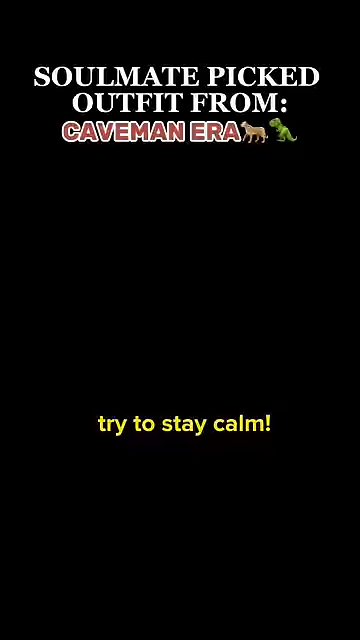 SOULMATE PICKED
OUTFIT FROM:
CAVEMAN ERA🐆🦖
try to stay calm!